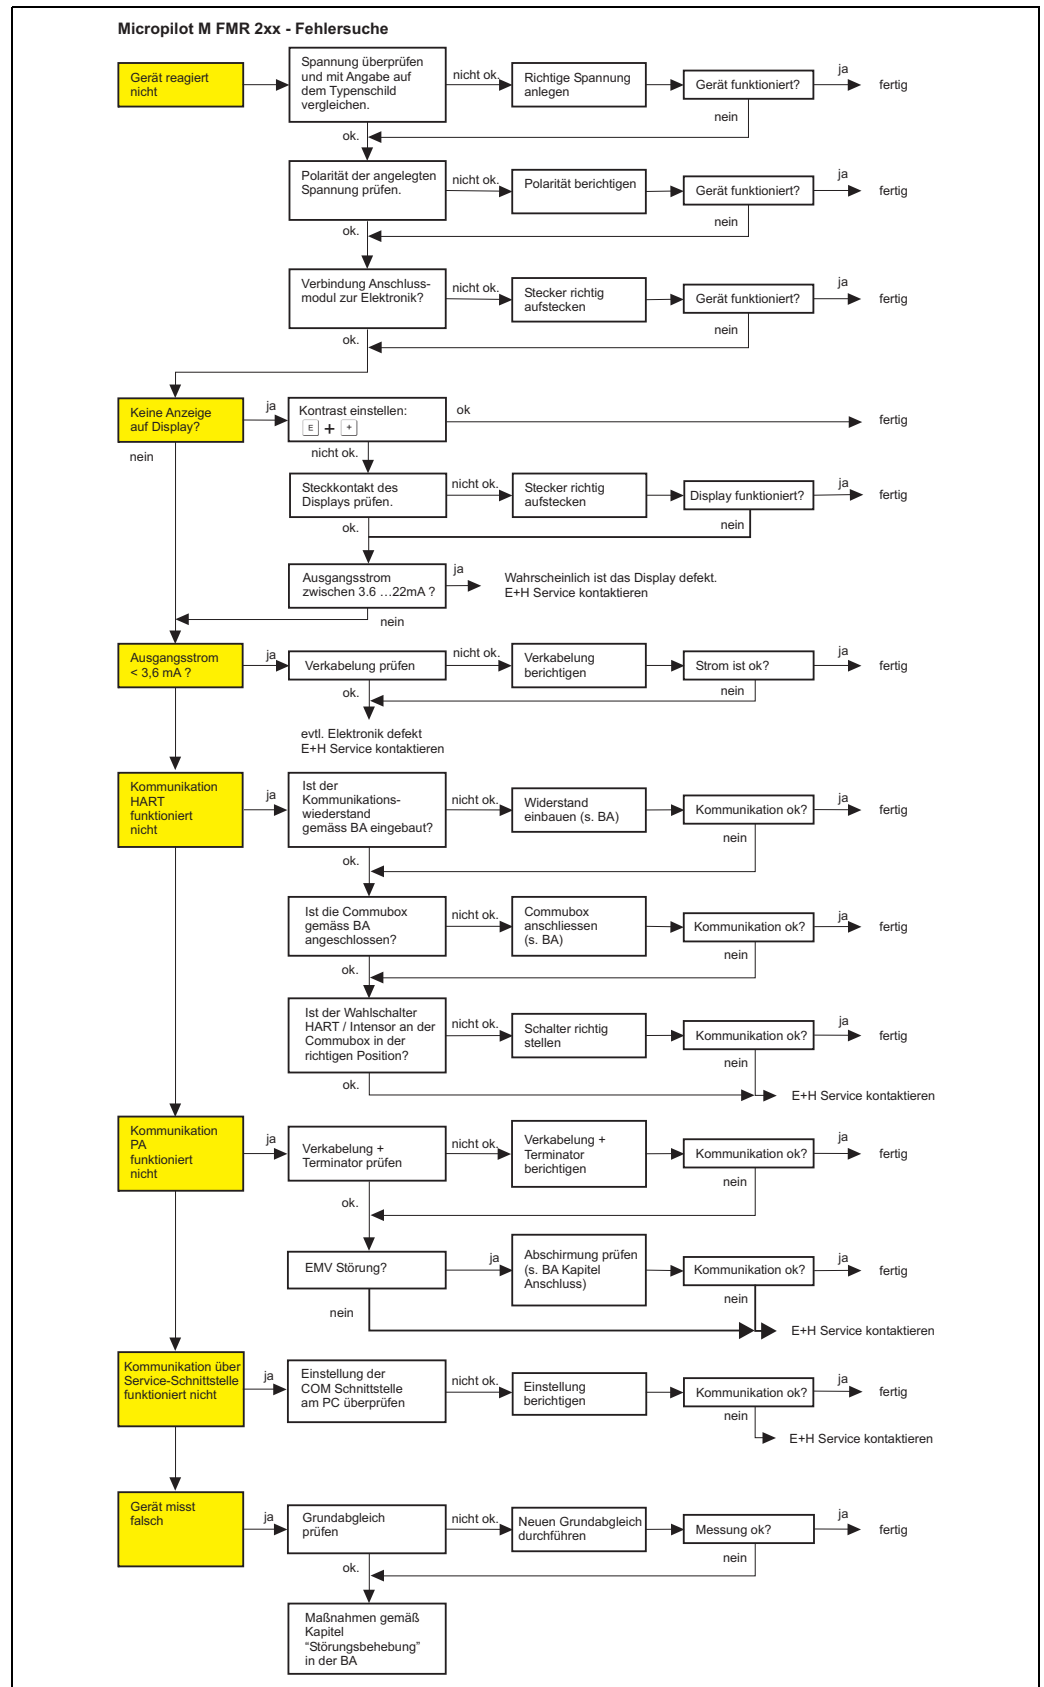 Micropilot M FMR 2xx - Fehlersuche
Gerät reagiert
nicht
Spannung überprüfen
und mit Angabe auf
dem Typenschild
vergleichen.
nicht ok.
Richtige Spannung
anlegen
Gerät funktioniert?
ja
fertig
nein
ok.
Polarität der angelegten
Spannung prüfen.
nicht ok.
Polarität berichtigen
Gerät funktioniert?
ja
fertig
nein
ok.
Verbindung Anschluss-
modul zur Elektronik?
nicht ok.
Stecker richtig
aufstecken
Gerät funktioniert?
ja
fertig
nein
ok.
Keine Anzeige
auf Display?
ja
Kontrast einstellen:
E + +
ok
fertig
nein
nicht ok.
Steckkontakt des
Displays prüfen.
nicht ok.
Stecker richtig
aufstecken
Display funktioniert?
ja
fertig
nein
ok.
Ausgangsstrom
zwischen 3.6 ...22mA ?
ja
Wahrscheinlich ist das Display defekt.
E+H Service kontaktieren
nein
Ausgangsstrom
< 3,6 mA ?
ja
Verkabelung prüfen
nicht ok.
Verkabelung
berichtigen
Strom ist ok?
ja
fertig
nein
ok.
evtl. Elektronik defekt
E+H Service kontaktieren
Kommunikation
HART
funktioniert
nicht
ja
Ist der
Kommunikations-
wiederstand
gemäss BA eingebaut?
nicht ok.
Widerstand
einbauen (s. BA)
Kommunikation ok?
ja
fertig
nein
ok.
Ist die Commubox
gemäss BA
angeschlossen?
nicht ok.
Commubox
anschliessen
(s. BA)
Kommunikation ok?
ja
fertig
nein
ok.
Ist der Wahlschalter
HART / Intensor an der
Commubox in der
richtigen Position?
nicht ok.
Schalter richtig
stellen
Kommunikation ok?
ja
fertig
nein
ok.
E+H Service kontaktieren
Kommunikation
PA
funktioniert
nicht
ja
Verkabelung +
Terminator prüfen
nicht ok.
Verkabelung +
Terminator
berichtigen
Kommunikation ok?
ja
fertig
nein
ok.
EMV Störung?
ja
Abschirmung prüfen
(s. BA Kapitel
Anschluss)
Kommunikation ok?
ja
fertig
nein
nein
E+H Service kontaktieren
Kommunikation über
Service-Schnittstelle
funktioniert nicht
ja
Einstellung der
COM Schnittstelle
am PC überprüfen
nicht ok.
Einstellung
berichtigen
Kommunikation ok?
ja
fertig
nein
E+H Service kontaktieren
Gerät misst
falsch
ja
Grundabgleich
prüfen
nicht ok.
Neuen Grundabgleich
durchführen
Messung ok?
ja
fertig
nein
ok.
Maßnahmen gemäß
Kapitel
“Störungsbehebung”
in der BA